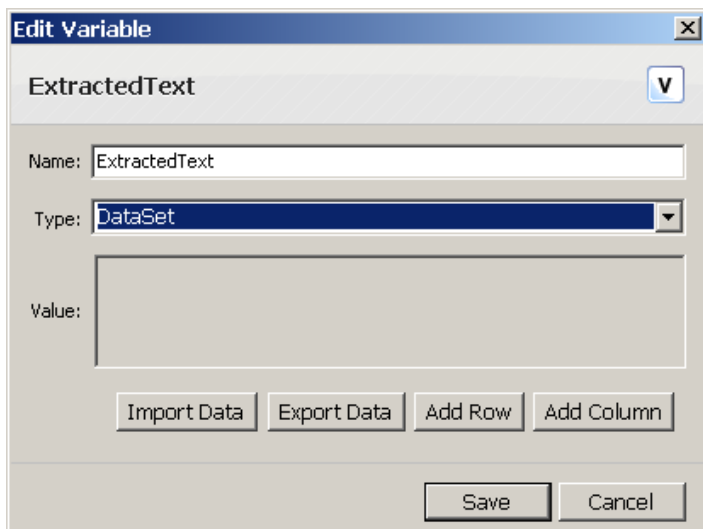 Edit Variable
ExtractedText V
Name: ExtractedText
Type: DataSet
Value:
Import Data Export Data Add Row Add Column
Save Cancel